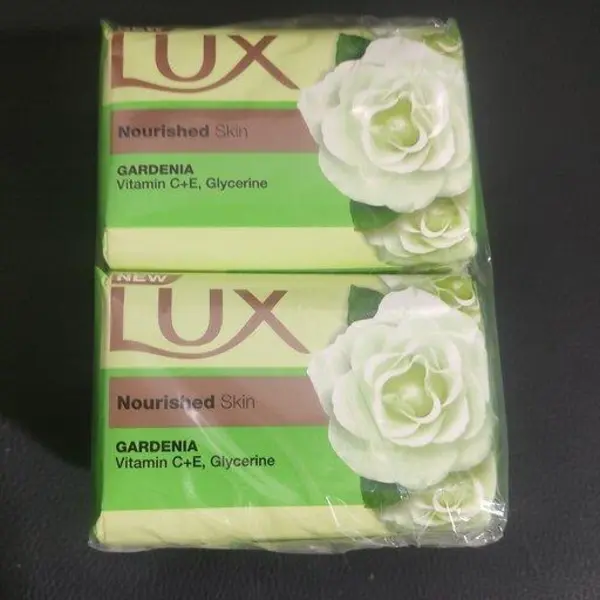 NEW
LUX
Nourished Skin
GARDENIA
Vitamin C+E, Glycerine
NEW
LUX
Nourished Skin
GARDENIA
Vitamin C+E, Glycerine